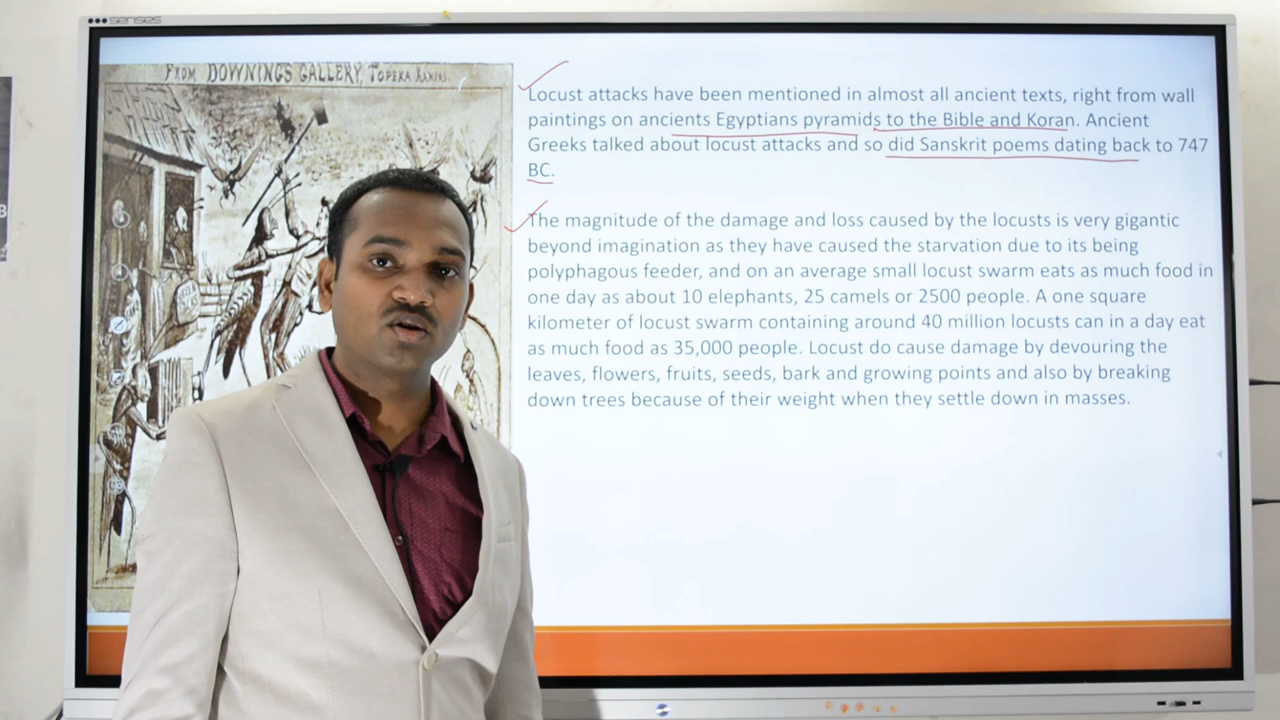 senses
FROM DOWNING'S GALLERY, TOPEKA KANSAS.
Locust attacks have been mentioned in almost all ancient texts, right from wall
paintings on ancients Egyptians pyramids to the Bible and Koran. Ancient
Greeks talked about locust attacks and so did Sanskrit poems dating back to 747
BC.
The magnitude of the damage and loss caused by the locusts is very gigantic
beyond imagination as they have caused the starvation due to its being
polyphagous feeder, and on an average small locust swarm eats as much food in
one day as about 10 elephants, 25 camels or 2500 people. A one square
kilometer of locust swarm containing around 40 million locusts can in a day eat
as much food as 35,000 people. Locust do cause damage by devouring the
leaves, flowers, fruits, seeds, bark and growing points and also by breaking
down trees because of their weight when they settle down in masses.
B